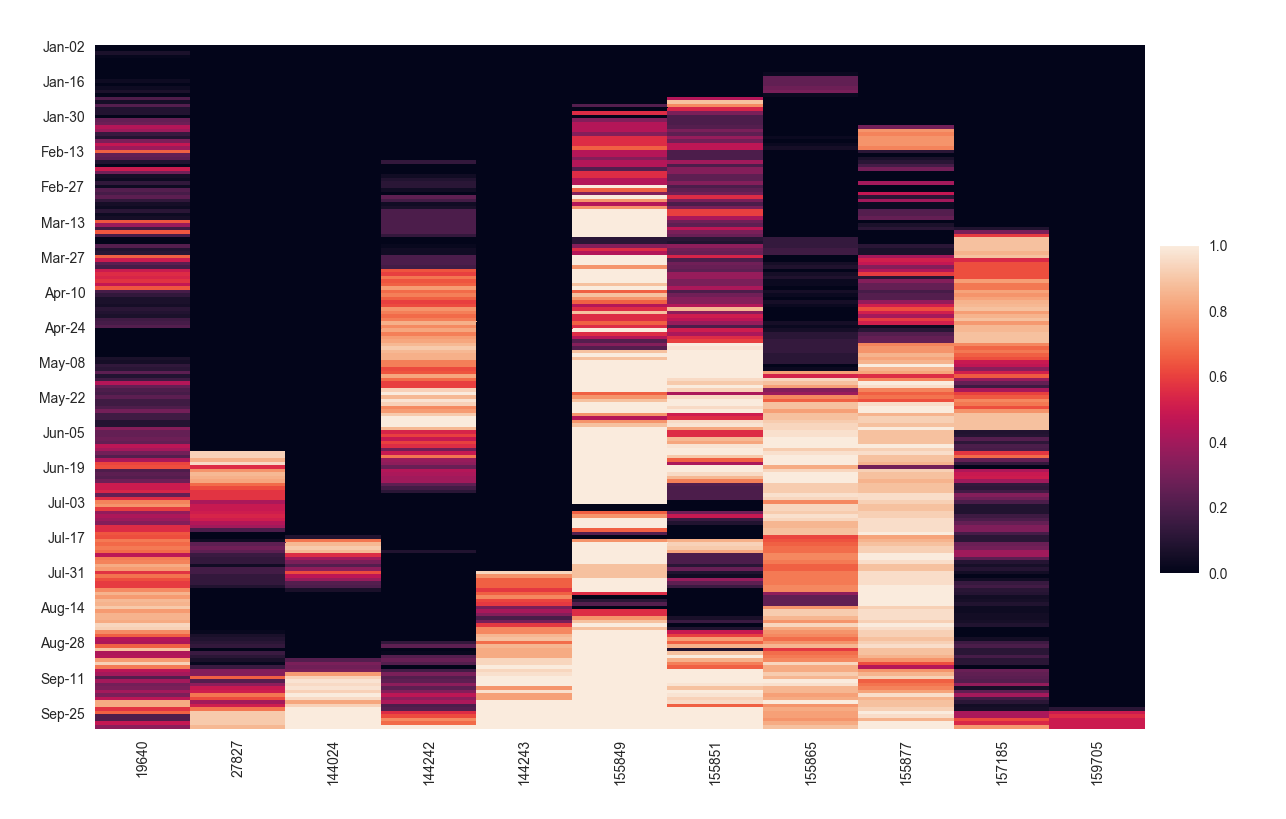 Jan-02
Jan-16
Jan-30
Feb-13
Feb-27
Mar-13
Mar-27
Apr-10
Apr-24
May-08
May-22
Jun-05
Jun-19
Jul-03
Jul-17
Jul-31
Aug-14
Aug-28
Sep-11
Sep-25
1.0
0.8
0.6
0.4
0.2
0.0
19640
27827
144024
144242
144243
155849
155851
155865
155877
157185
159705